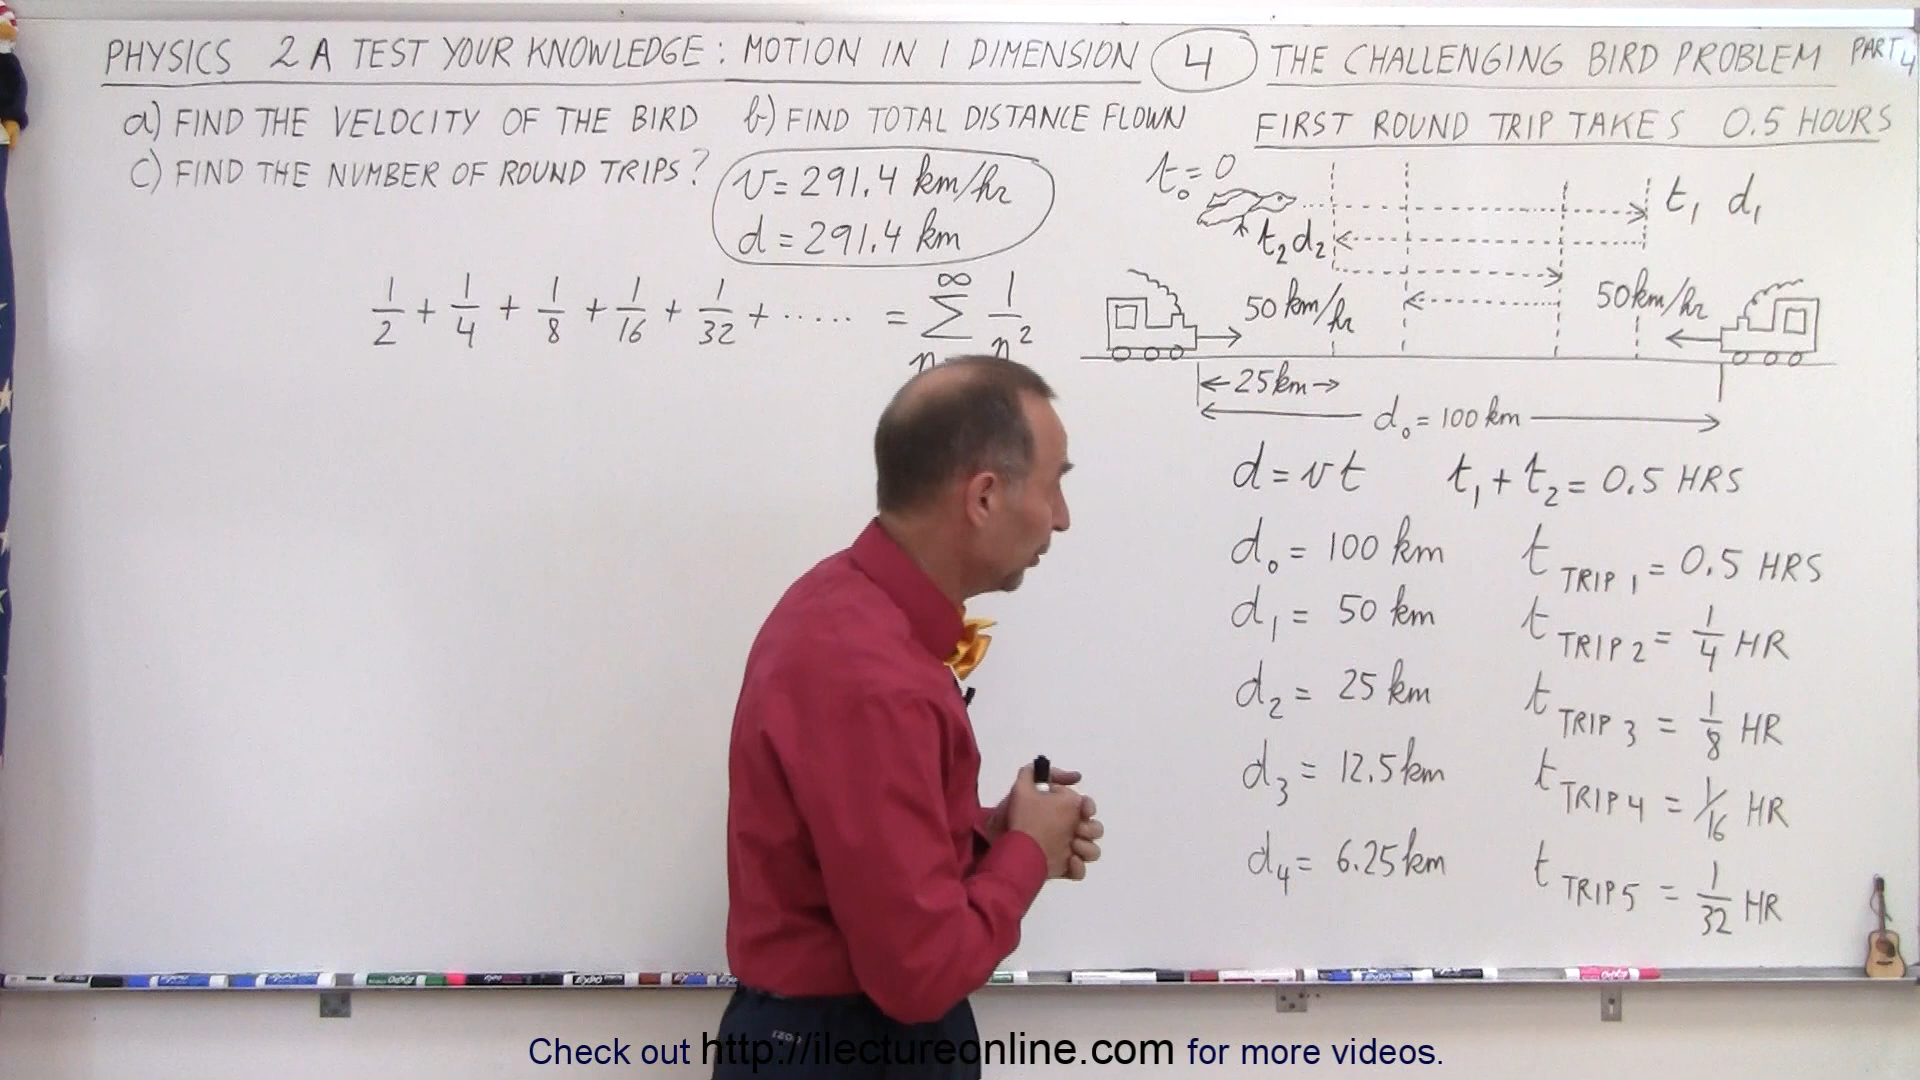 PHYSICS 2A TEST YOUR KNOWLEDGE: MOTION IN 1 DIMENSION 4 THE CHALLENGING BIRD PROBLEM PART 4
a) FIND THE VELOCITY OF THE BIRD b) FIND TOTAL DISTANCE FLOWN
FIRST ROUND TRIP TAKES 0.5 HOURS
c) FIND THE NUMBER OF ROUND TRIPS?
v = 291.4 km/hr
d = 291.4 km
1/2 + 1/4 + 1/8 + 1/16 + 1/32 + ..... = ∑ ∞ n 1/n²
t₀ = 0
t₁ d₁
t₂ d₂
50 km/hr
50 km/hr
25 km
d₀ = 100 km
d = vt t₁ + t₂ = 0.5 HRS
d₀ = 100 km t TRIP 1 = 0.5 HRS
d₁ = 50 km t TRIP 2 = 1/4 HR
d₂ = 25 km t TRIP 3 = 1/8 HR
d₃ = 12.5 km t TRIP 4 = 1/16 HR
d₄ = 6.25 km t TRIP 5 = 1/32 HR
Check out http://ilectureonline.com for more videos.